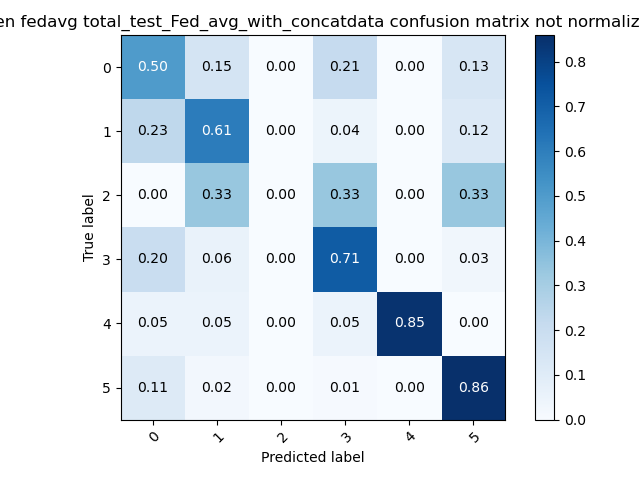 en fedavg total_test_Fed_avg_with_concatdata confusion matrix not normaliz
0 0.50 0.15 0.00 0.21 0.00 0.13
1 0.23 0.61 0.00 0.04 0.00 0.12
2 0.00 0.33 0.00 0.33 0.00 0.33
3 0.20 0.06 0.00 0.71 0.00 0.03
4 0.05 0.05 0.00 0.05 0.85 0.00
5 0.11 0.02 0.00 0.01 0.00 0.86
0 1 2 3 4 5
Predicted label
True label
0.8
0.7
0.6
0.5
0.4
0.3
0.2
0.1
0.0